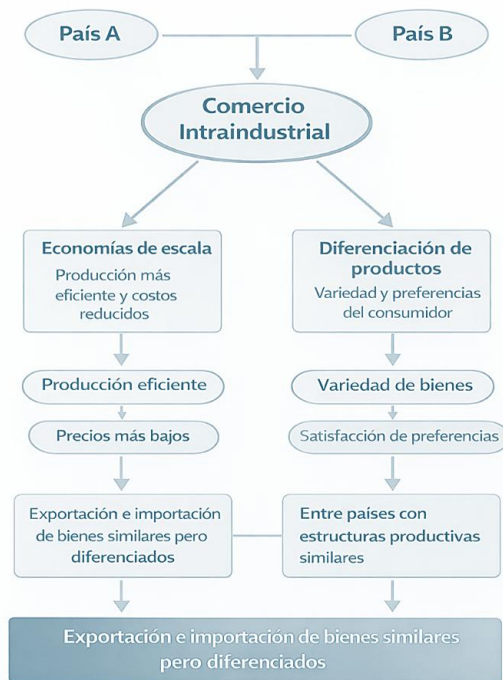 País A
País B
Comercio
Intraindustrial
Economías de escala
Producción más
eficiente y costos
reducidos
Producción eficiente
Precios más bajos
Exportación e importación
de bienes similares pero
diferenciados
Diferenciación de
productos
Variedad y preferencias
del consumidor
Variedad de bienes
Satisfacción de preferencias
Entre países con
estructuras productivas
similares
Exportación e importación de bienes similares
pero diferenciados